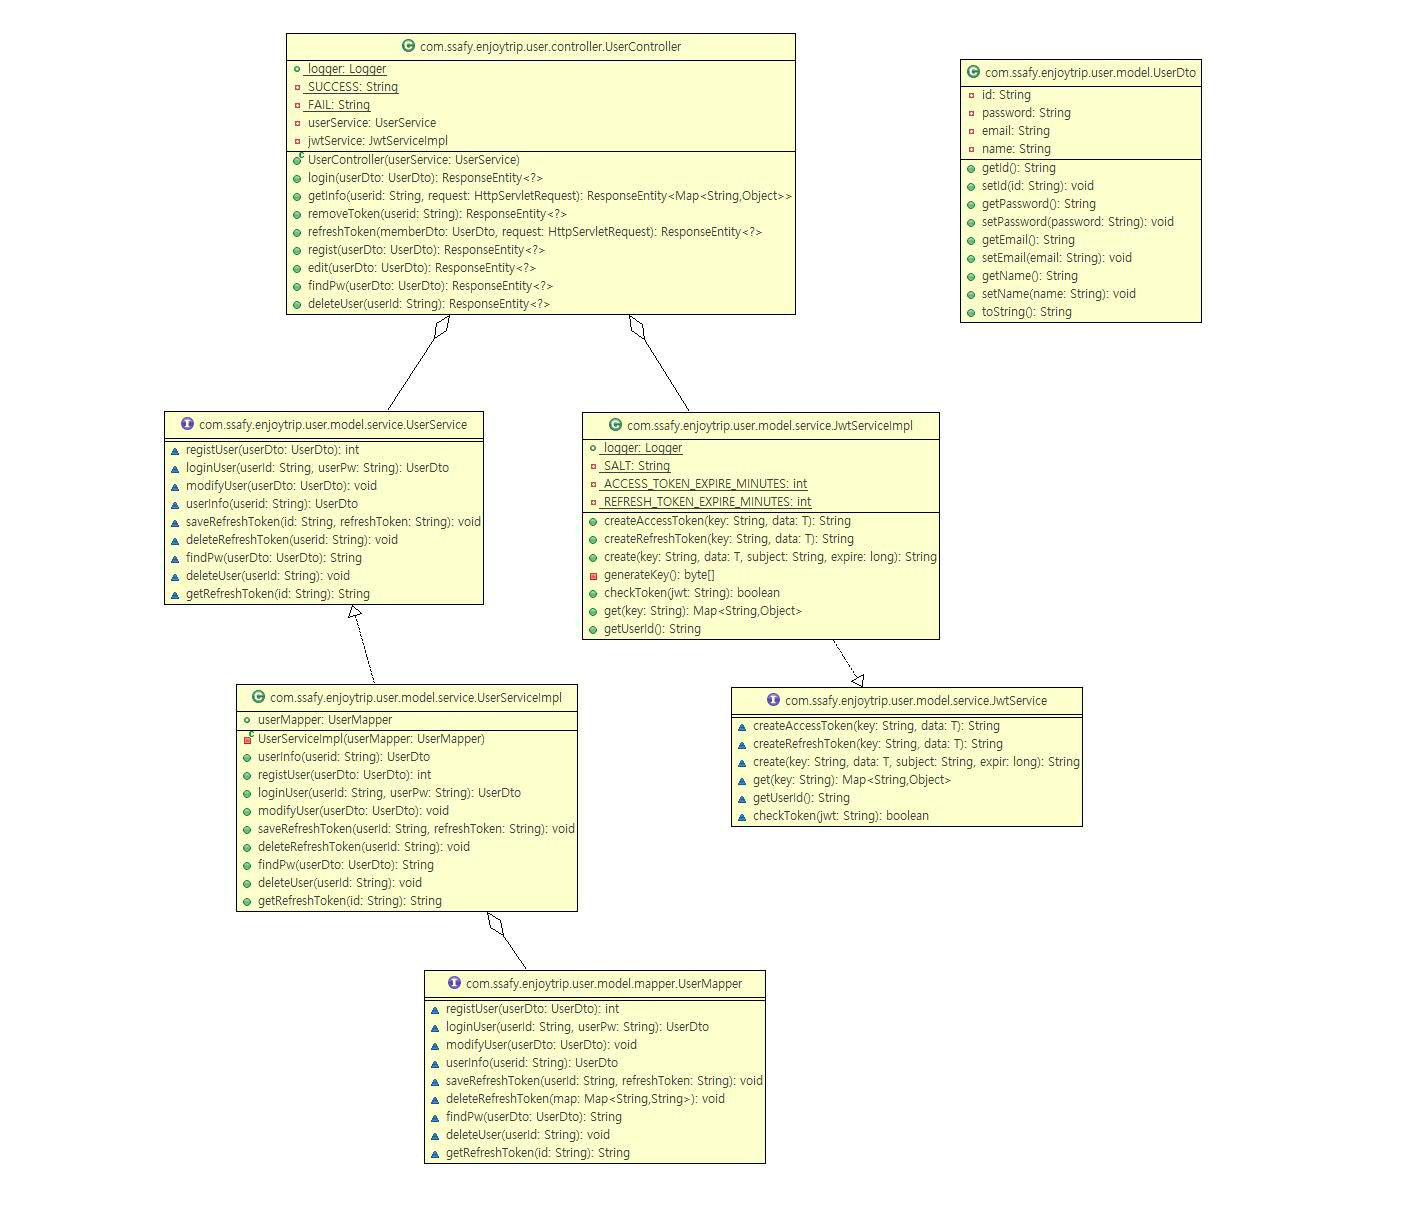 com.ssafy.enjoytrip.user.controller.UserController
logger: Logger
SUCCESS: String
FAIL: String
userService: UserService
jwtService: JwtServiceImpl
UserController(userService: UserService)
login(userDto: UserDto): ResponseEntity<?>
getInfo(userid: String, request: HttpServletRequest): ResponseEntity<Map<String,Object>>
removeToken(userid: String): ResponseEntity<?>
refreshToken(memberDto: UserDto, request: HttpServletRequest): ResponseEntity<?>
regist(userDto: UserDto): ResponseEntity<?>
edit(userDto: UserDto): ResponseEntity<?>
findPw(userDto: UserDto): ResponseEntity<?>
deleteUser(userId: String): ResponseEntity<?>
com.ssafy.enjoytrip.user.model.UserDto
id: String
password: String
email: String
name: String
getId(): String
setId(id: String): void
getPassword(): String
setPassword(password: String): void
getEmail(): String
setEmail(email: String): void
getName(): String
setName(name: String): void
toString(): String
com.ssafy.enjoytrip.user.model.service.UserService
registUser(userDto: UserDto): int
loginUser(userId: String, userPw: String): UserDto
modifyUser(userDto: UserDto): void
userInfo(userid: String): UserDto
saveRefreshToken(id: String, refreshToken: String): void
deleteRefreshToken(userid: String): void
findPw(userDto: UserDto): String
deleteUser(userId: String): void
getRefreshToken(id: String): String
com.ssafy.enjoytrip.user.model.service.JwtServiceImpl
logger: Logger
SALT: String
ACCESS_TOKEN_EXPIRE_MINUTES: int
REFRESH_TOKEN_EXPIRE_MINUTES: int
createAccessToken(key: String, data: T): String
createRefreshToken(key: String, data: T): String
create(key: String, data: T, subject: String, expire: long): String
generateKey(): byte[]
checkToken(jwt: String): boolean
get(key: String): Map<String,Object>
getUserId(): String
com.ssafy.enjoytrip.user.model.service.UserServiceImpl
userMapper: UserMapper
UserServiceImpl(userMapper: UserMapper)
userInfo(userid: String): UserDto
registUser(userDto: UserDto): int
loginUser(userId: String, userPw: String): UserDto
modifyUser(userDto: UserDto): void
saveRefreshToken(userId: String, refreshToken: String): void
deleteRefreshToken(userId: String): void
findPw(userDto: UserDto): String
deleteUser(userId: String): void
getRefreshToken(id: String): String
com.ssafy.enjoytrip.user.model.service.JwtService
createAccessToken(key: String, data: T): String
createRefreshToken(key: String, data: T): String
create(key: String, data: T, subject: String, expir: long): String
get(key: String): Map<String,Object>
getUserId(): String
checkToken(jwt: String): boolean
com.ssafy.enjoytrip.user.model.mapper.UserMapper
registUser(userDto: UserDto): int
loginUser(userId: String, userPw: String): UserDto
modifyUser(userDto: UserDto): void
userInfo(userid: String): UserDto
saveRefreshToken(userId: String, refreshToken: String): void
deleteRefreshToken(map: Map<String,String>): void
findPw(userDto: UserDto): String
deleteUser(userId: String): void
getRefreshToken(id: String): String